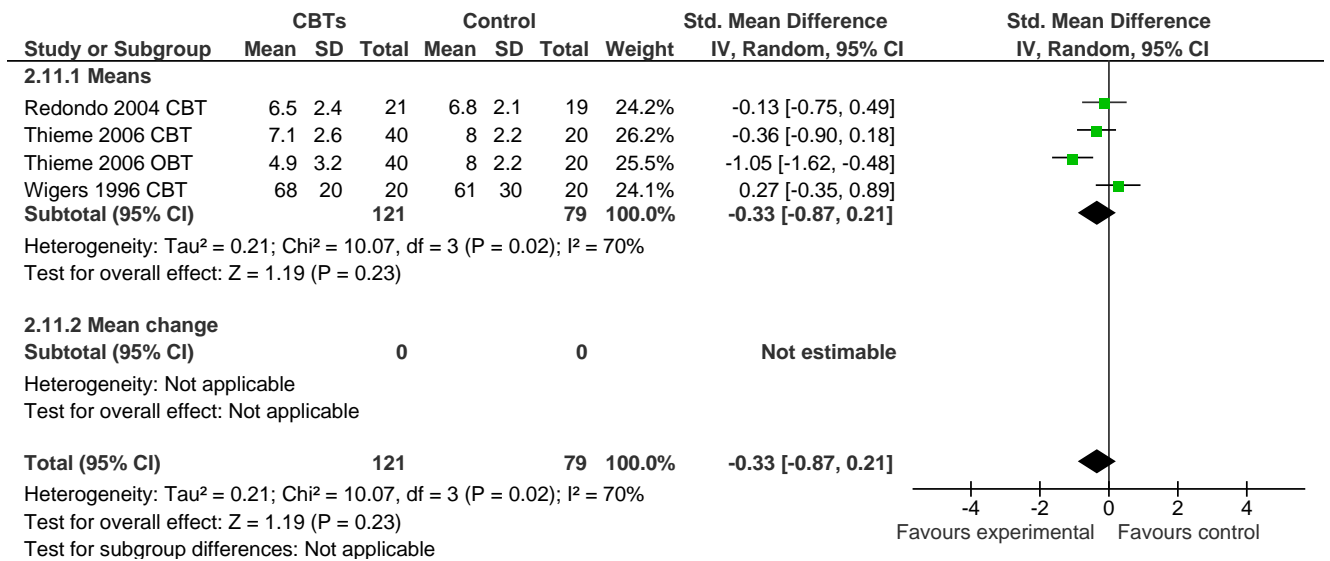 CBTs Control Std. Mean Difference Std. Mean Difference
Study or Subgroup Mean SD Total Mean SD Total Weight IV, Random, 95% CI IV, Random, 95% CI
2.11.1 Means
Redondo 2004 CBT 6.5 2.4 21 6.8 2.1 19 24.2% -0.13 [-0.75, 0.49]
Thieme 2006 CBT 7.1 2.6 40 8 2.2 20 26.2% -0.36 [-0.90, 0.18]
Thieme 2006 OBT 4.9 3.2 40 8 2.2 20 25.5% -1.05 [-1.62, -0.48]
Wigers 1996 CBT 68 20 20 61 30 20 24.1% 0.27 [-0.35, 0.89]
Subtotal (95% CI) 121 79 100.0% -0.33 [-0.87, 0.21]
Heterogeneity: Tau² = 0.21; Chi² = 10.07, df = 3 (P = 0.02); I² = 70%
Test for overall effect: Z = 1.19 (P = 0.23)
2.11.2 Mean change
Subtotal (95% CI) 0 0 Not estimable
Heterogeneity: Not applicable
Test for overall effect: Not applicable
Total (95% CI) 121 79 100.0% -0.33 [-0.87, 0.21]
Heterogeneity: Tau² = 0.21; Chi² = 10.07, df = 3 (P = 0.02); I² = 70%
Test for overall effect: Z = 1.19 (P = 0.23)
Test for subgroup differences: Not applicable
-4 -2 0 2 4
Favours experimental Favours control